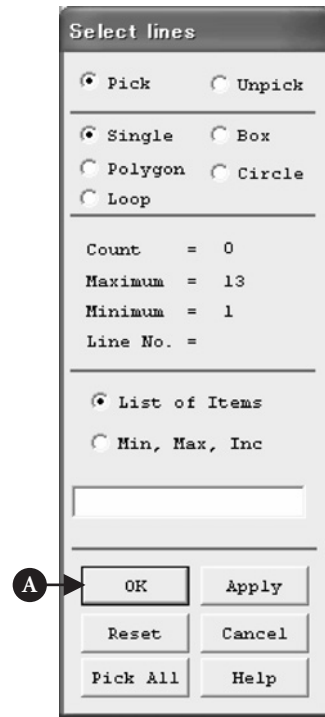 Select lines
Pick Unpick
Single Box
Polygon Circle
Loop
Count = 0
Maximum = 13
Minimum = 1
Line No. =
List of Items
Min, Max, Inc
A OK Apply
Reset Cancel
Pick All Help